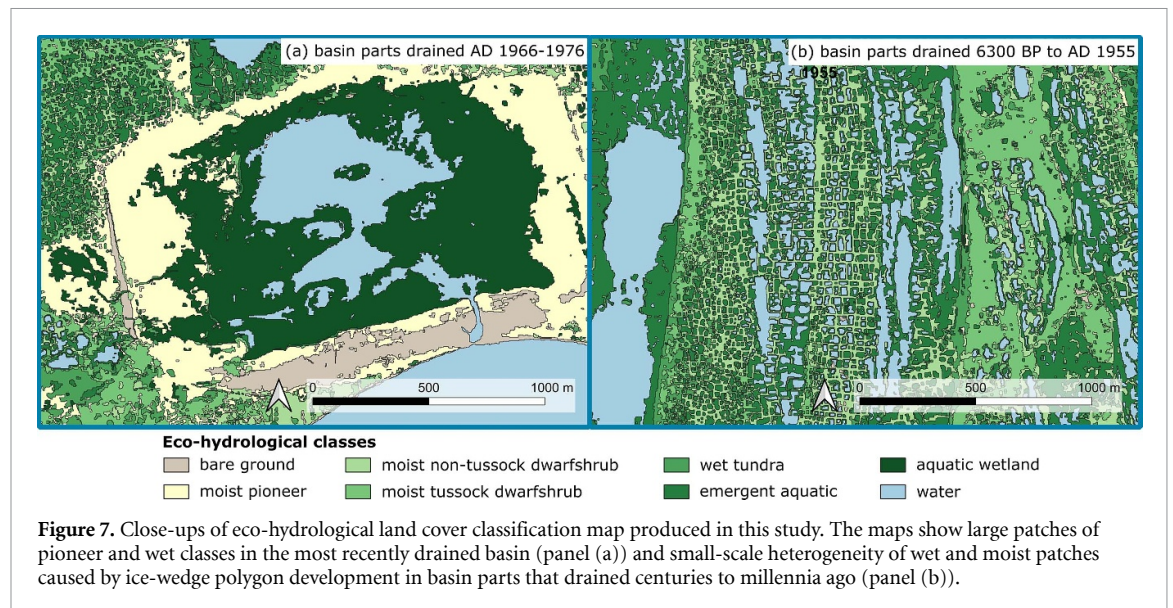 (a) basin parts drained AD 1966-1976
(b) basin parts drained 6300 BP to AD 1955
1955
0 500 1000 m
0 500 1000 m
Eco-hydrological classes
bare ground moist non-tussock dwarfshrub wet tundra aquatic wetland
moist pioneer moist tussock dwarfshrub emergent aquatic water
Figure 7. Close-ups of eco-hydrological land cover classification map produced in this study. The maps show large patches of
pioneer and wet classes in the most recently drained basin (panel (a)) and small-scale heterogeneity of wet and moist patches
caused by ice-wedge polygon development in basin parts that drained centuries to millennia ago (panel (b)).